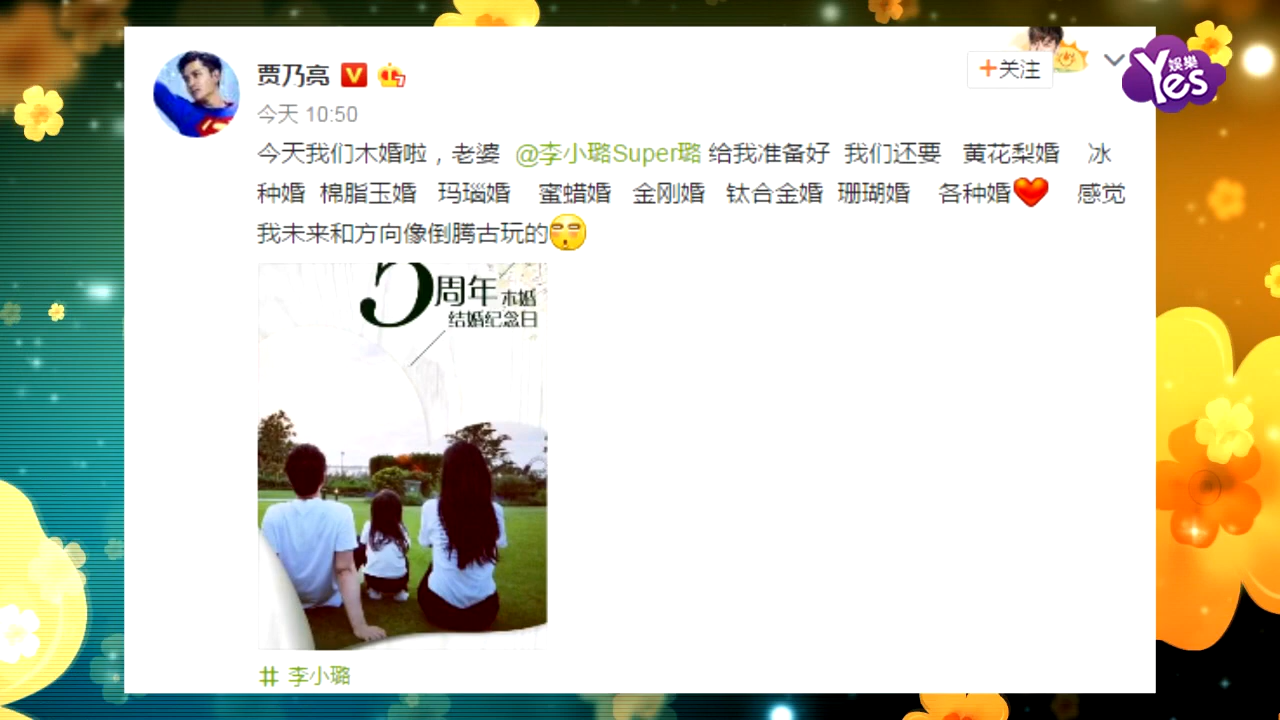 贾乃亮
今天 10:50
+关注
娱樂
Yes
今天我们木婚啦，老婆 @李小璐Super璐 给我准备好 我们还要 黄花梨婚 冰
种婚 棉脂玉婚 玛瑙婚 蜜蜡婚 金刚婚 钛合金婚 珊瑚婚 各种婚
感觉
我未来和方向像倒腾古玩的
5周年 木婚
结婚纪念日
# 李小璐